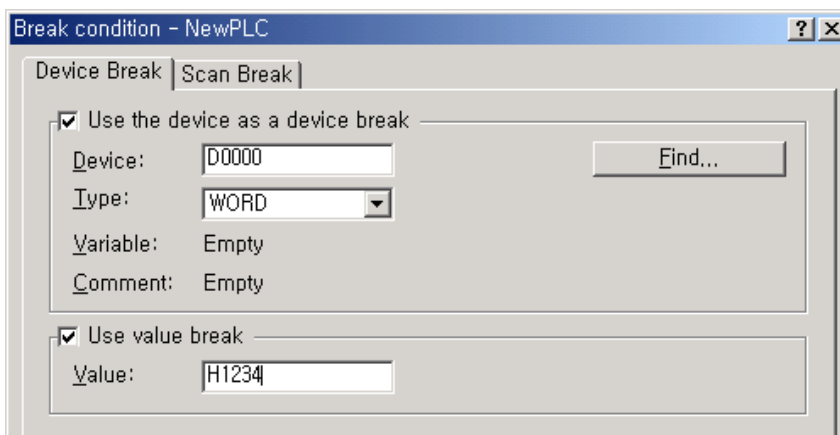 Break condition - NewPLC
Device Break Scan Break
Use the device as a device break
Device: D0000 Find...
Type: WORD
Variable: Empty
Comment: Empty
Use value break
Value: H1234